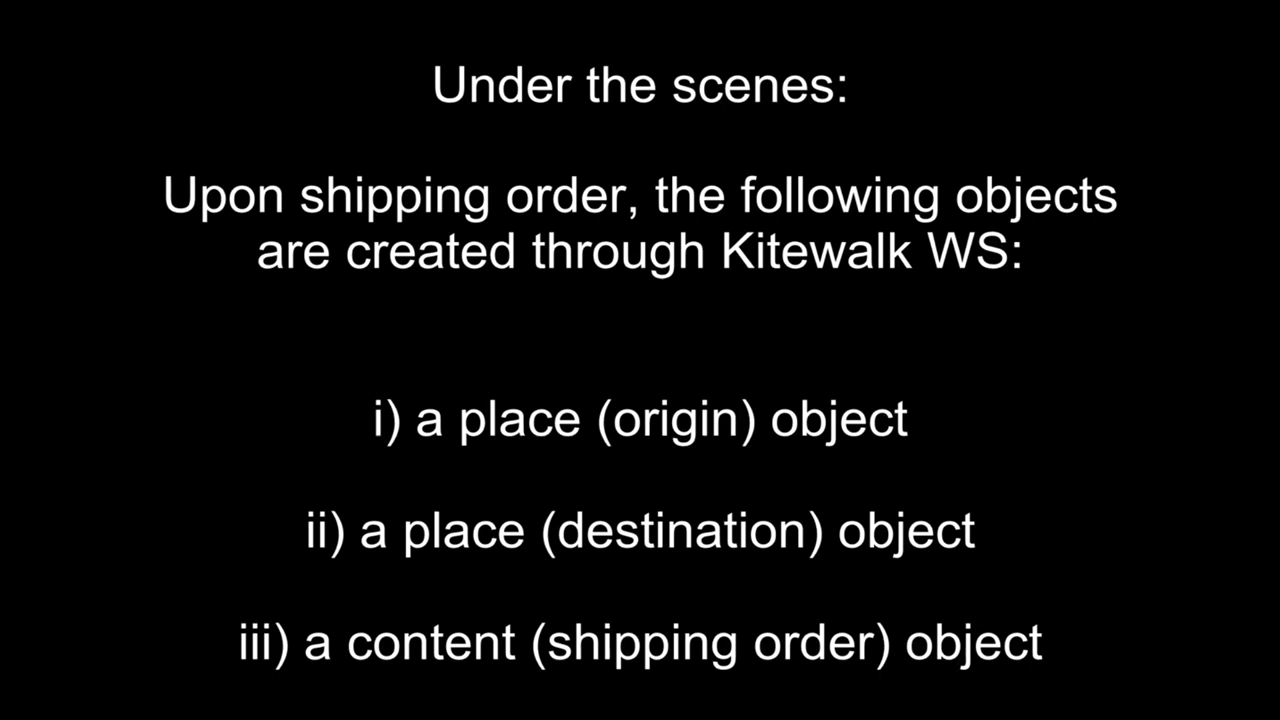 Under the scenes:
Upon shipping order, the following objects
are created through Kitewalk WS:
i) a place (origin) object
ii) a place (destination) object
iii) a content (shipping order) object